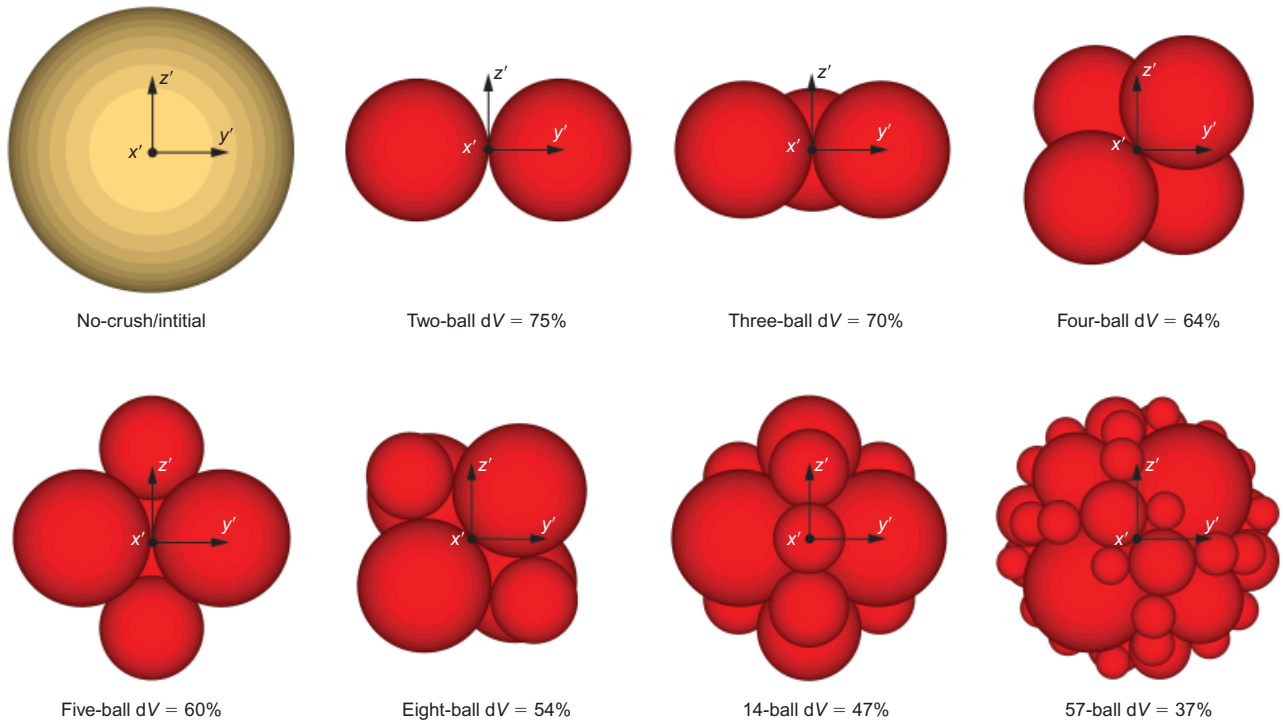 z′
y′
x′
No-crush/intitial
z′
y′
x′
Two-ball dV = 75%
z′
y′
x′
Three-ball dV = 70%
z′
y′
x′
Four-ball dV = 64%
z′
y′
x′
Five-ball dV = 60%
z′
y′
x′
Eight-ball dV = 54%
z′
y′
x′
14-ball dV = 47%
z′
y′
x′
57-ball dV = 37%